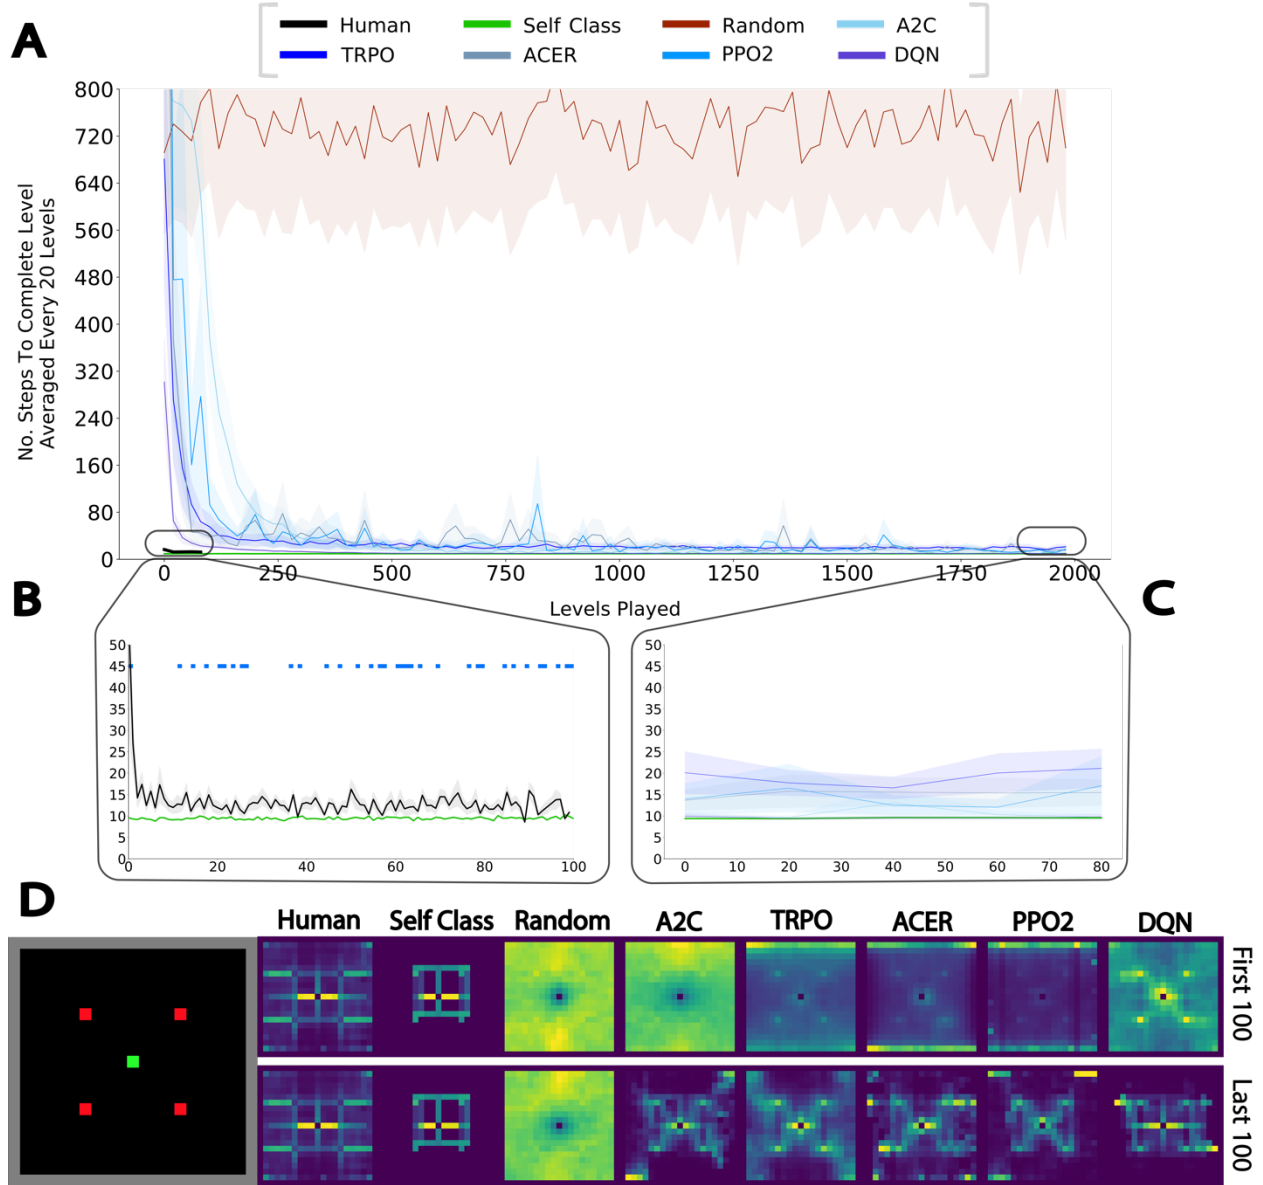 A
Human
Self Class
Random
A2C
TRPO
ACER
PPO2
DQN
No. Steps To Complete Level
Averaged Every 20 Levels
800
720
640
560
480
400
320
240
160
80
0
0 250 500 750 1000 1250 1500 1750 2000
Levels Played
B
50
45
40
35
30
25
20
15
10
5
0
0 20 40 60 80 100
C
50
45
40
35
30
25
20
15
10
5
0
0 10 20 30 40 50 60 70 80
D
Human Self Class Random A2C TRPO ACER PPO2 DQN
First 100
Last 100